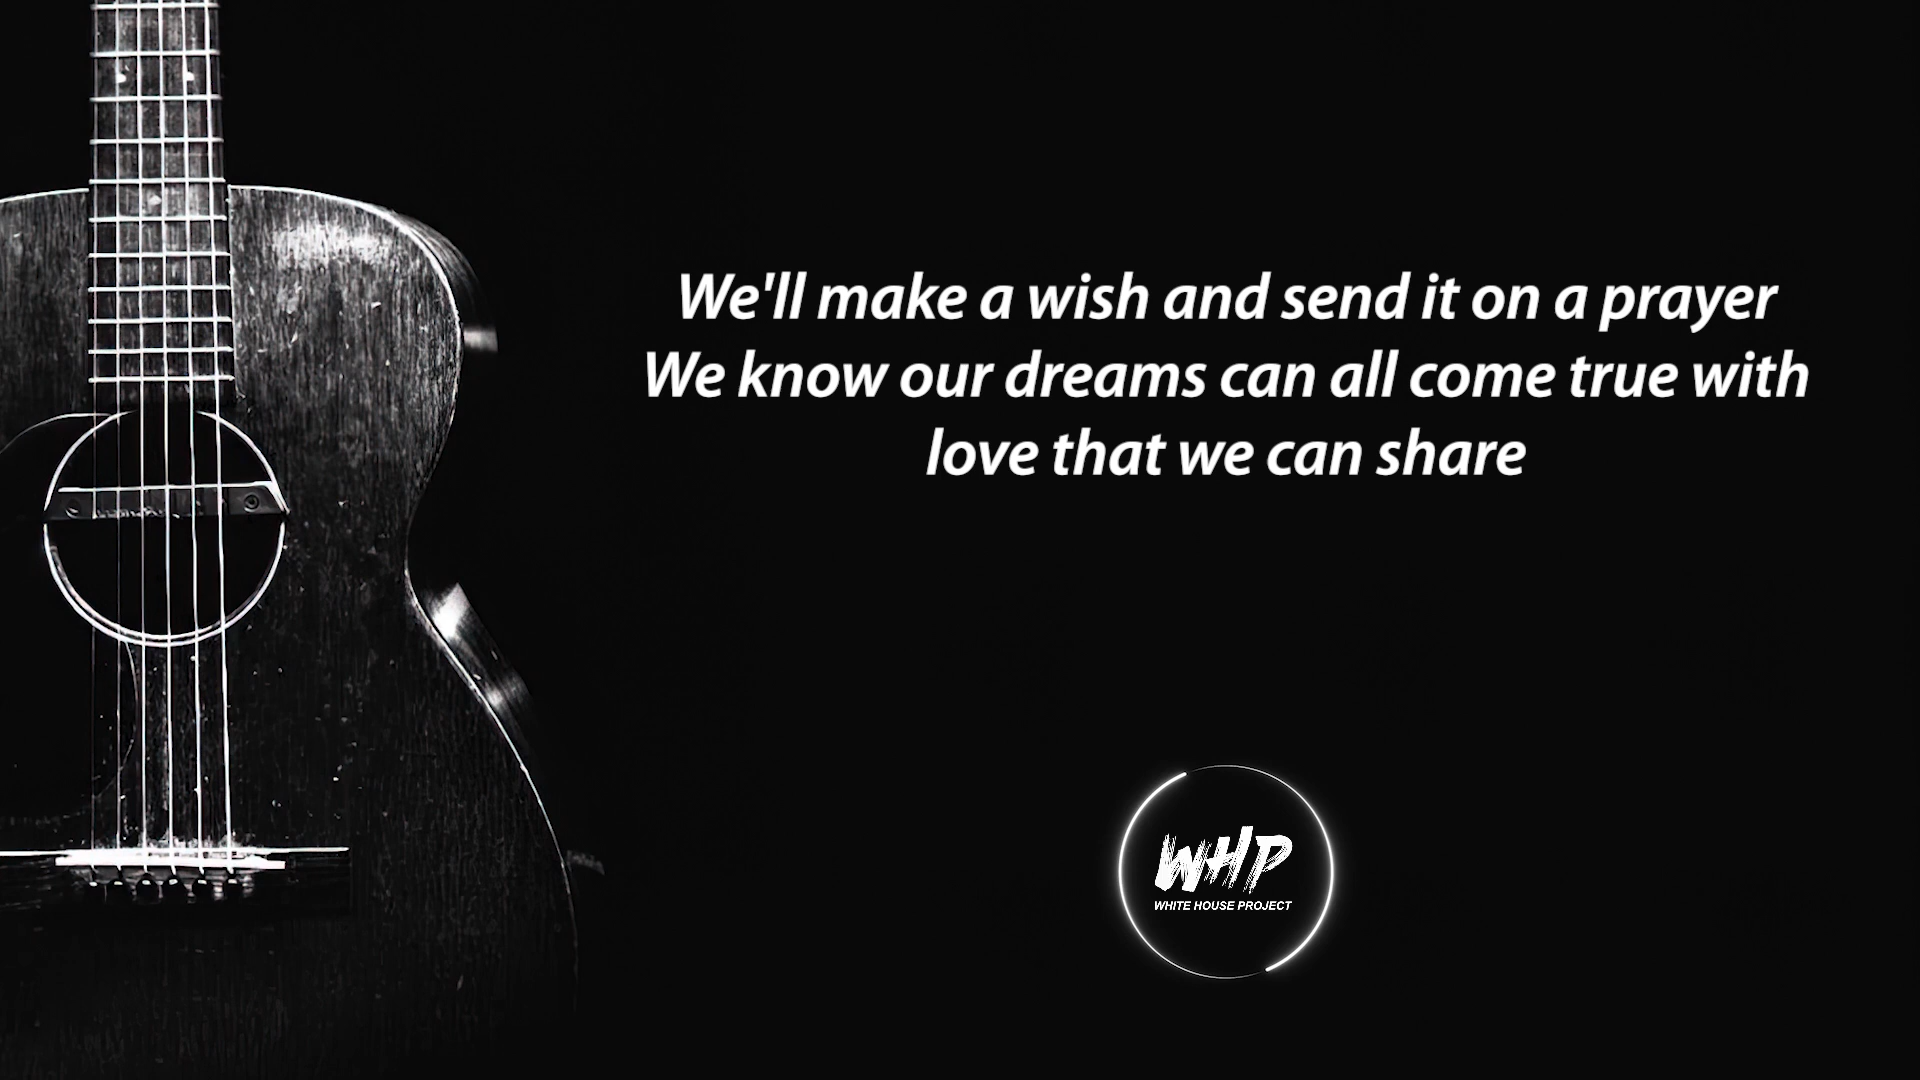 We'll make a wish and send it on a prayer
We know our dreams can all come true with
love that we can share
WHP
WHITE HOUSE PROJECT